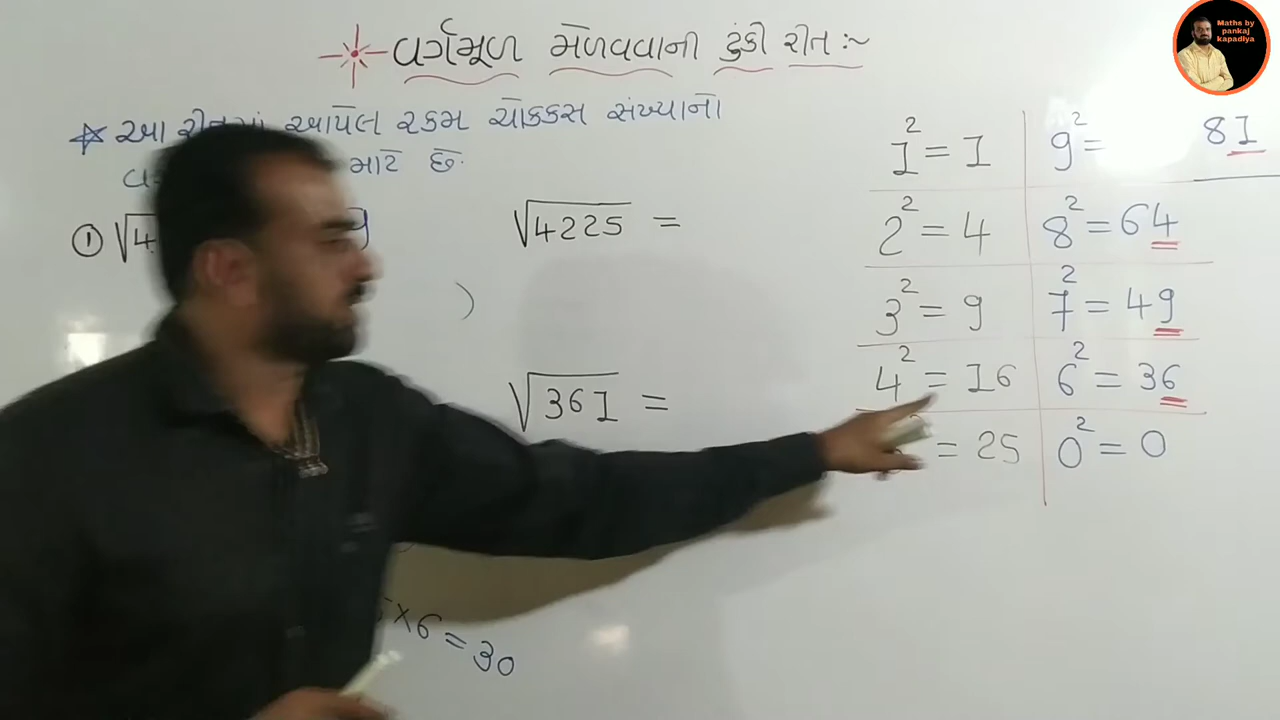 વર્ગમૂળ મેળવવાની ટુંકી રીત :~
આ રીતમાં આપેલ રકમ ચોક્કસ સંખ્યાનો
માટે છે.
① √4
√4225 =
√361 =
×6 = 30
1² = 1
2² = 4
3² = 9
4² = 16
= 25
9² = 81
8² = 64
7² = 49
6² = 36
0² = 0
Maths by
pankaj
kapadiya